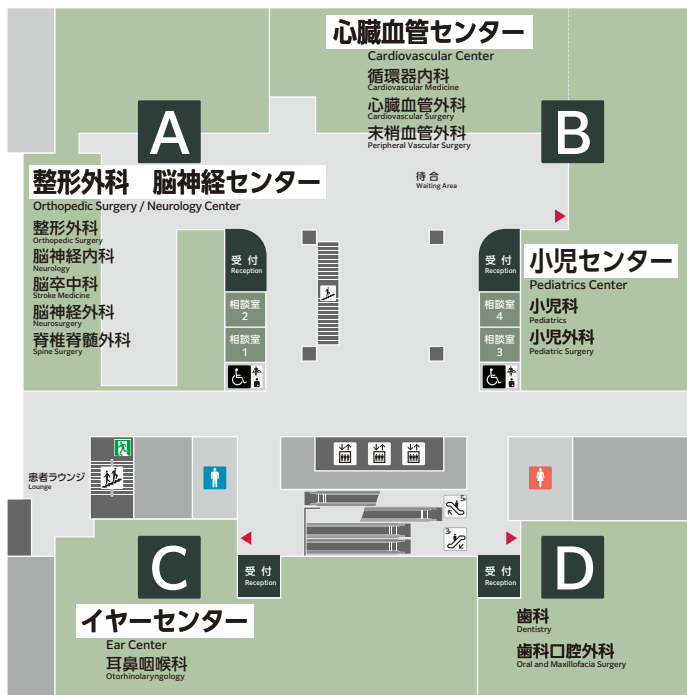 心臓血管センター
Cardiovascular Center
循環器内科
Cardiovascular Medicine
心臓血管外科
Cardiovascular Surgery
末梢血管外科
Peripheral Vascular Surgery
A
B
整形外科 脳神経センター
Orthopedic Surgery / Neurology Center
整形外科
Orthopedic Surgery
脳神経内科
Neurology
脳卒中科
Stroke Medicine
脳神経外科
Neurosurgery
脊椎脊髄外科
Spine Surgery
待合
Waiting Area
受付
Reception
相談室
2
相談室
1
受付
Reception
相談室
4
相談室
3
小児センター
Pediatrics Center
小児科
Pediatrics
小児外科
Pediatric Surgery
患者ラウンジ
Lounge
5
3
C
受付
Reception
イヤーセンター
Ear Center
耳鼻咽喉科
Otorhinolaryngology
受付
Reception
D
歯科
Dentistry
歯科口腔外科
Oral and Maxillofacia Surgery